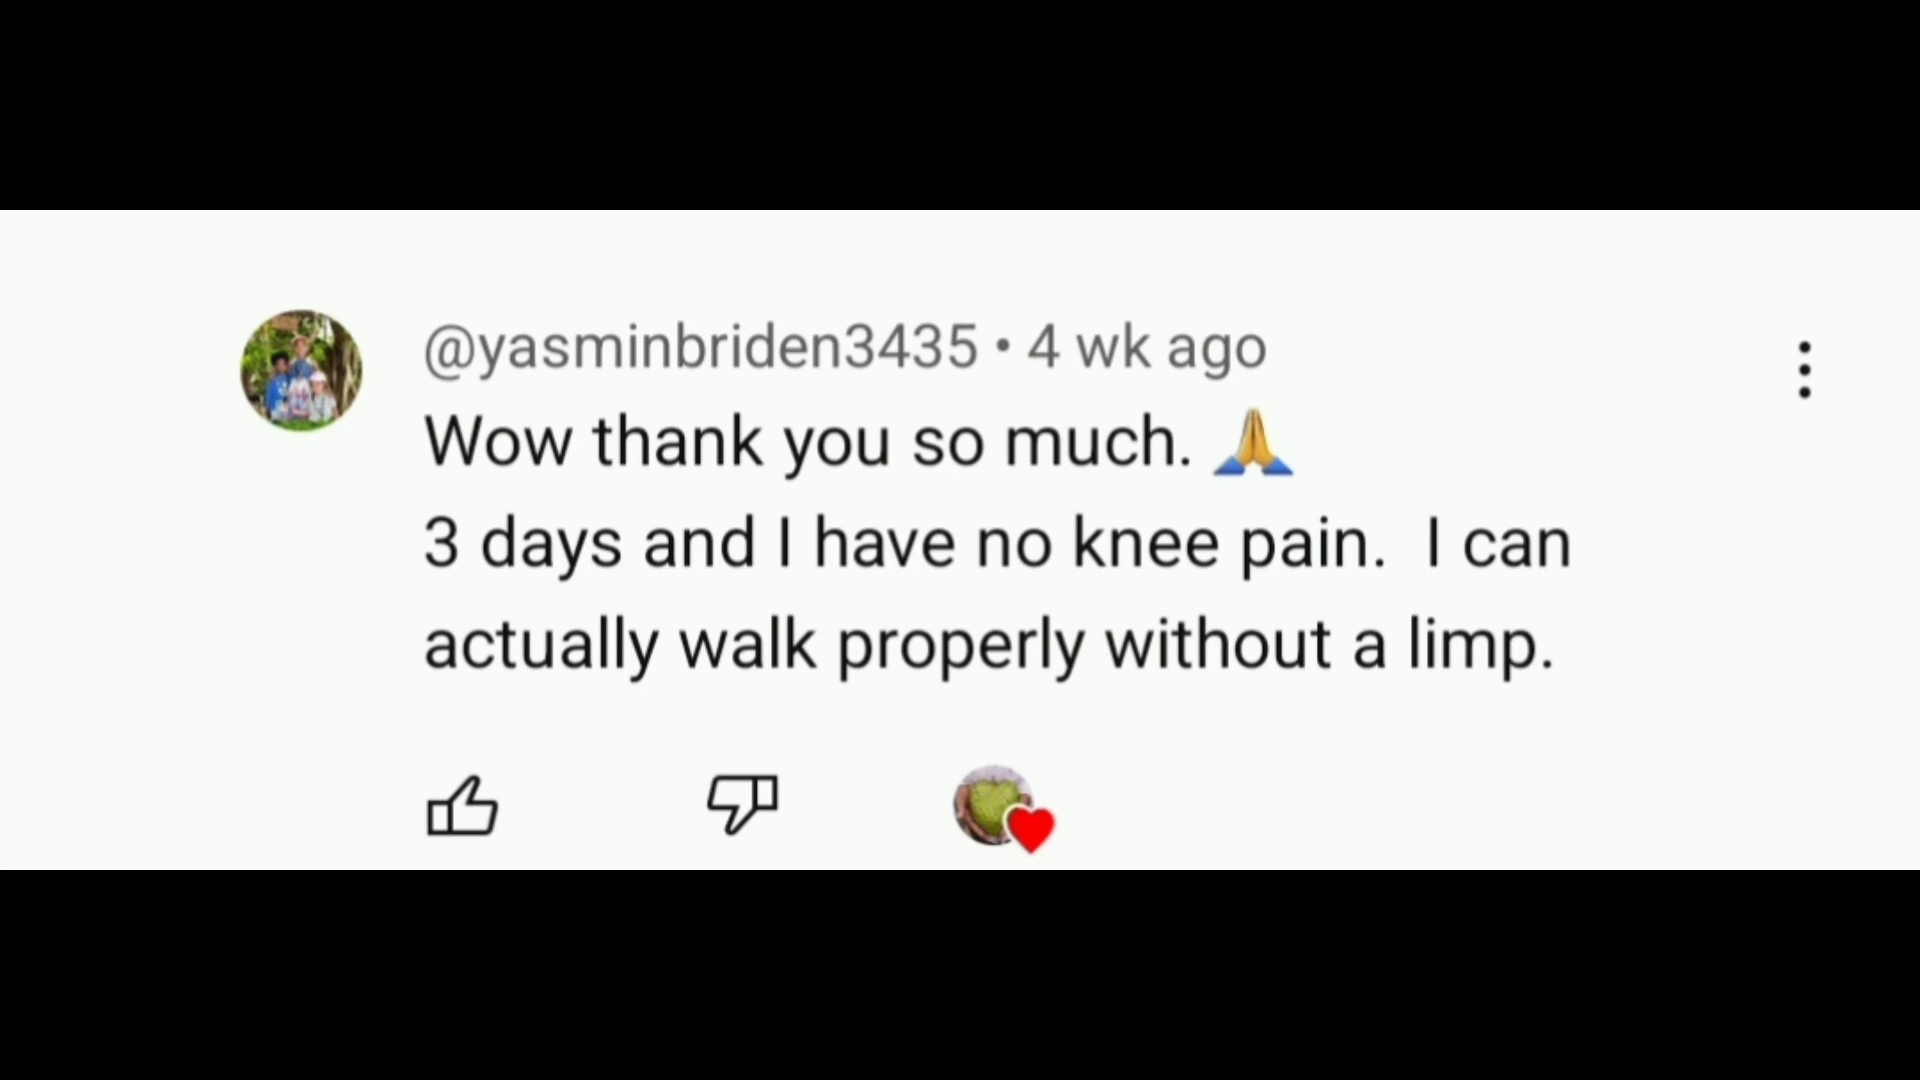 @yasminbriden3435 • 4 wk ago
Wow thank you so much. 🙏
3 days and I have no knee pain.  I can
actually walk properly without a limp.